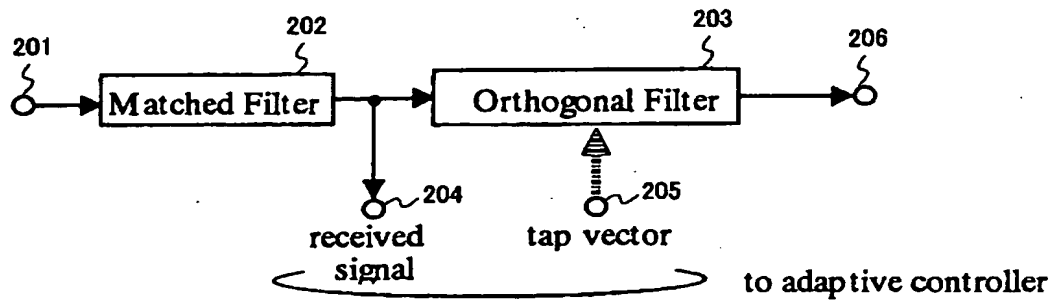 201
202
203
206
Matched Filter
Orthogonal Filter
204
205
received
signal
tap vector
to adaptive controller